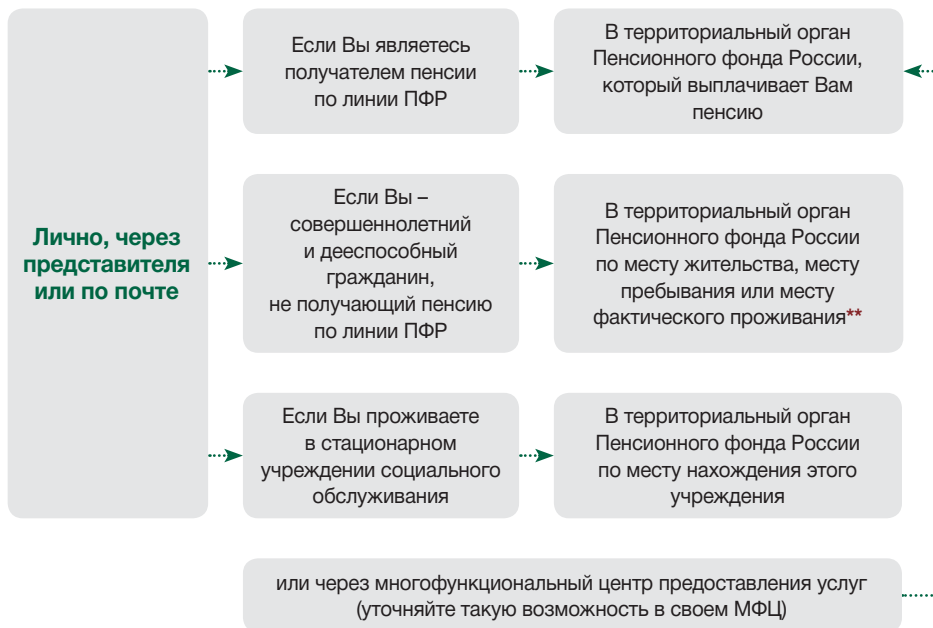 Лично, через
представителя
или по почте
Если Вы являетесь
получателем пенсии
по линии ПФР
В территориальный орган
Пенсионного фонда России,
который выплачивает Вам
пенсию
Если Вы –
совершеннолетний
и дееспособный
гражданин,
не получающий пенсию
по линии ПФР
В территориальный орган
Пенсионного фонда России
по месту жительства, месту
пребывания или месту
фактического проживания**
Если Вы проживаете
в стационарном
учреждении социального
обслуживания
В территориальный орган
Пенсионного фонда России
по месту нахождения этого
учреждения
или через многофункциональный центр предоставления услуг
(уточняйте такую возможность в своем МФЦ)